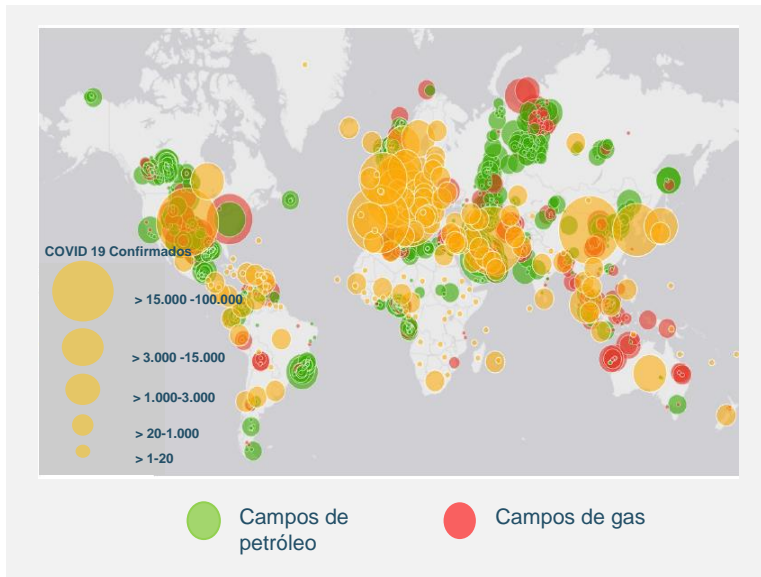 COVID 19 Confirmados
> 15.000 -100.000
> 3.000 -15.000
> 1.000-3.000
> 20-1.000
> 1-20
Campos de
petróleo
Campos de gas